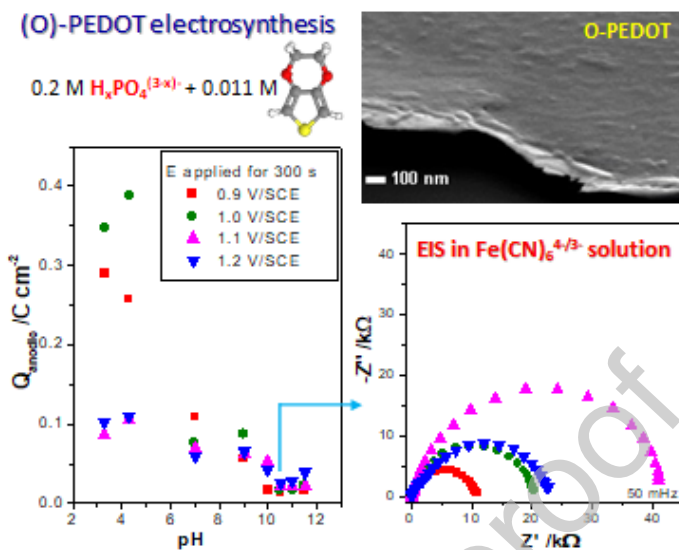 (O)-PEDOT electrosynthesis
0.2 M HₓPO₄⁽³⁻ˣ⁾⁻ + 0.011 M
O-PEDOT
100 nm
E applied for 300 s
0.9 V/SCE
1.0 V/SCE
1.1 V/SCE
1.2 V/SCE
Q_anodic /C cm⁻²
0.4
0.3
0.2
0.1
0.0
2 4 6 8 10 12
pH
EIS in Fe(CN)₆⁴⁻/³⁻ solution
-Z'' /kΩ
40
30
20
10
0
50 mHz
0 10 20 30 40
Z' /kΩ
proof